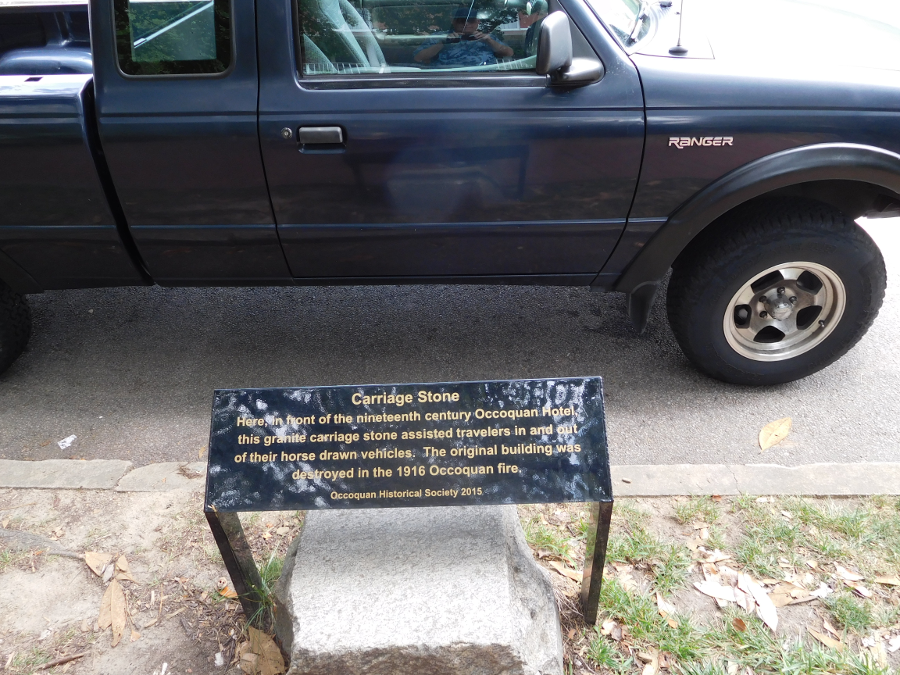 RANGER
Carriage Stone
Here, in front of the nineteenth century Occoquan Hotel,
this granite carriage stone assisted travelers in and out
of their horse drawn vehicles. The original building was
destroyed in the 1916 Occoquan fire.
Occoquan Historical Society 2015